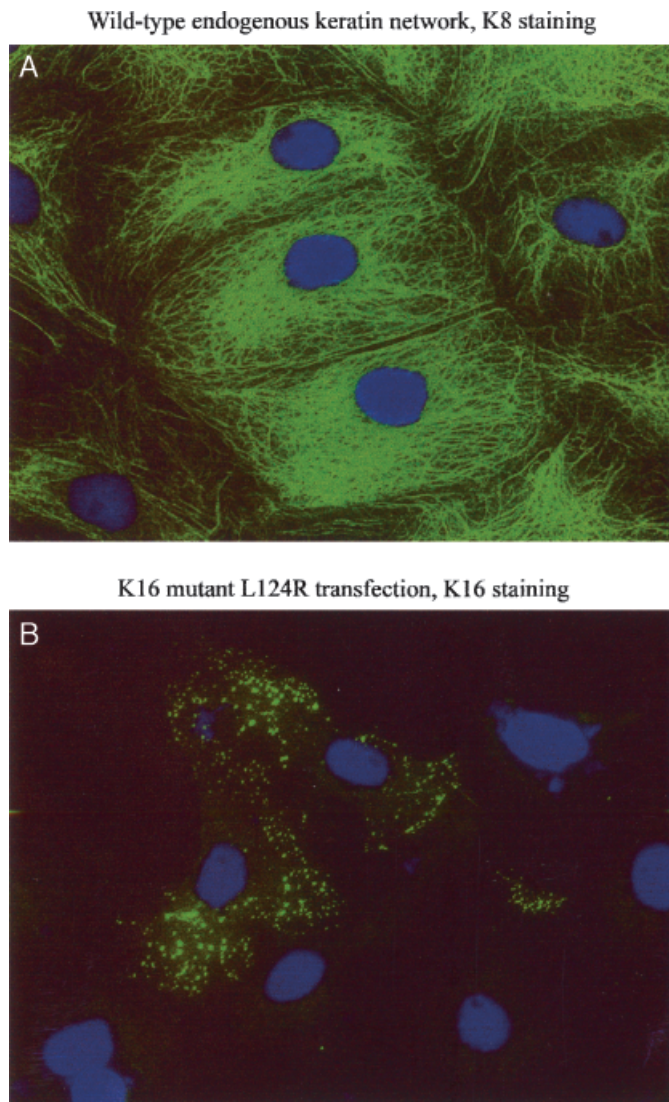 Wild-type endogenous keratin network, K8 staining
A
K16 mutant L124R transfection, K16 staining
B